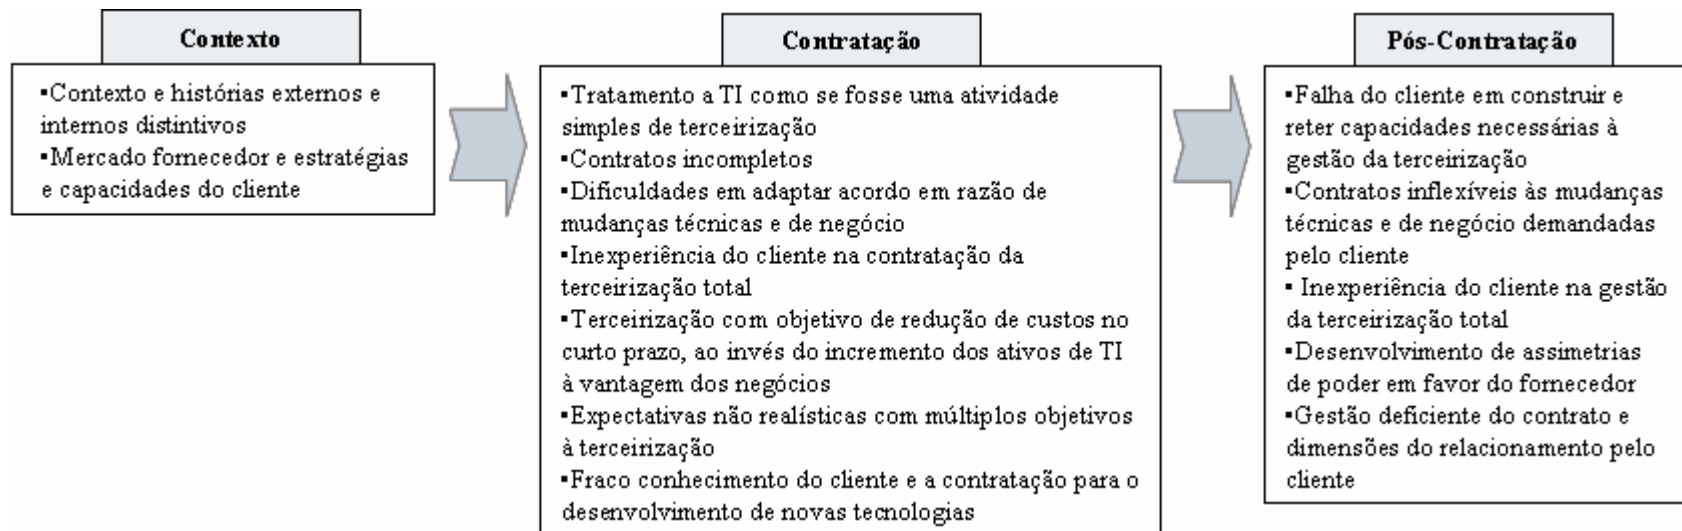 Contexto
▪Contexto e histórias externos e
internos distintivos
▪Mercado fornecedor e estratégias
e capacidades do cliente
Contratação
▪Tratamento a TI como se fosse uma atividade
simples de terceirização
▪Contratos incompletos
▪Dificuldades em adaptar acordo em razão de
mudanças técnicas e de negócio
▪Inexperiência do cliente na contratação da
terceirização total
▪Terceirização com objetivo de redução de custos no
curto prazo, ao invés do incremento dos ativos de TI
à vantagem dos negócios
▪Expectativas não realísticas com múltiplos objetivos
à terceirização
▪Fraco conhecimento do cliente e a contratação para o
desenvolvimento de novas tecnologias
Pós-Contratação
▪Falha do cliente em construir e
reter capacidades necessárias à
gestão da terceirização
▪Contratos inflexíveis às mudanças
técnicas e de negócio demandadas
pelo cliente
▪ Inexperiência do cliente na gestão
da terceirização total
▪Desenvolvimento de assimetrias
de poder em favor do fornecedor
▪Gestão deficiente do contrato e
dimensões do relacionamento pelo
cliente